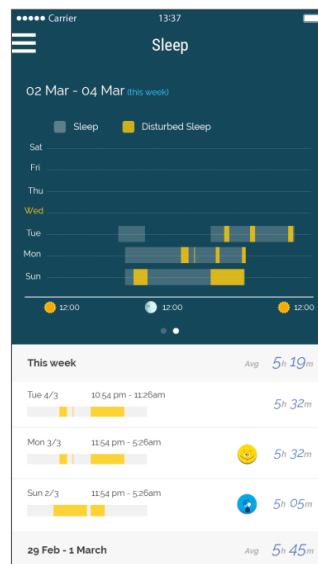 Carrier 13:37
Sleep
02 Mar - 04 Mar (this week)
Sleep Disturbed Sleep
Sat
Fri
Thu
Wed
Tue
Mon
Sun
12:00 12:00 12:00
This week Avg 5h 19m
Tue 4/3 10:54 pm - 11:26am 5h 32m
Mon 3/3 11:54 pm - 5:26am 5h 32m
Sun 2/3 11:54 pm - 5:26am 5h 05m
29 Feb - 1 March Avg 5h 45m